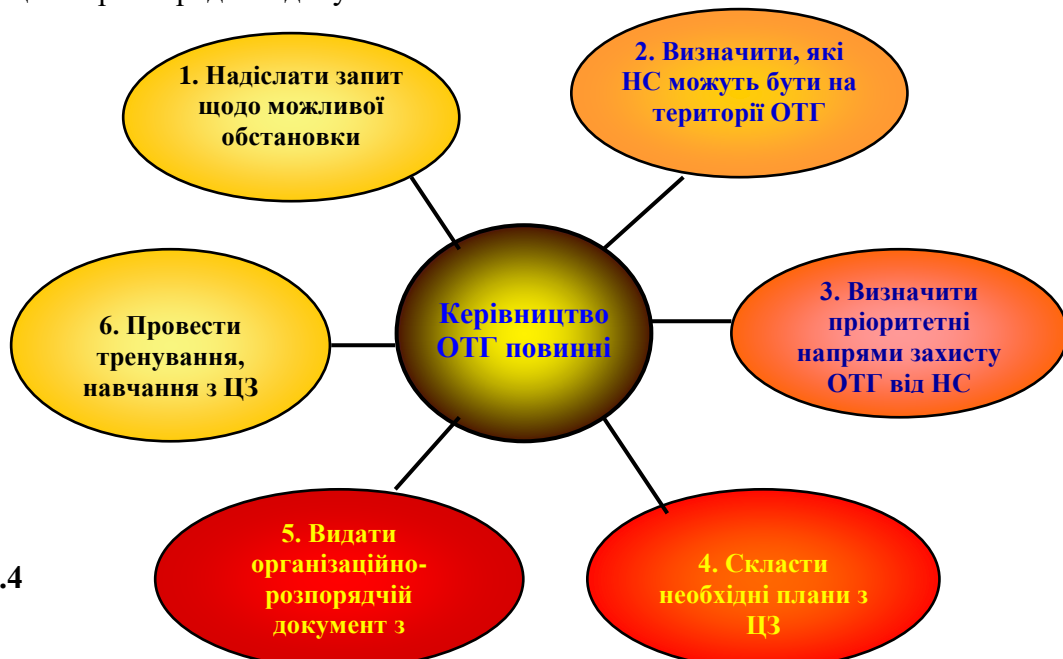 1. Надіслати запит
щодо можливої
обстановки
2. Визначити, які
НС можуть бути на
території ОТГ
3. Визначити
пріоритетні
напрями захисту
ОТГ від НС
Керівництво
ОТГ повинні
6. Провести
тренування,
навчання з ЦЗ
5. Видати
організаційно-
розпорядчій
документ з
4. Скласти
необхідні плани з
ЦЗ
.4